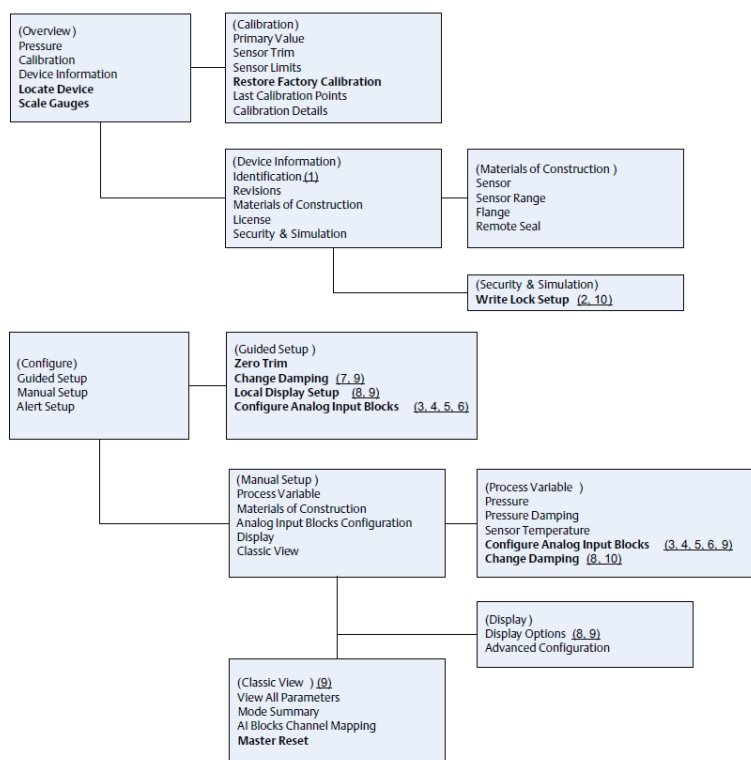 (Overview)
Pressure
Calibration
Device Information
Locate Device
Scale Gauges
(Calibration)
Primary Value
Sensor Trim
Sensor Limits
Restore Factory Calibration
Last Calibration Points
Calibration Details
(Device Information)
Identification (1)
Revisions
Materials of Construction
License
Security & Simulation
(Materials of Construction )
Sensor
Sensor Range
Flange
Remote Seal
(Security & Simulation)
Write Lock Setup (2, 10)
(Configure)
Guided Setup
Manual Setup
Alert Setup
(Guided Setup )
Zero Trim
Change Damping (7, 9)
Local Display Setup (8, 9)
Configure Analog Input Blocks (3, 4, 5, 6)
(Manual Setup )
Process Variable
Materials of Construction
Analog Input Blocks Configuration
Display
Classic View
(Process Variable )
Pressure
Pressure Damping
Sensor Temperature
Configure Analog Input Blocks (3, 4, 5, 6, 9)
Change Damping (8, 10)
(Display )
Display Options (8, 9)
Advanced Configuration
(Classic View ) (9)
View All Parameters
Mode Summary
AI Blocks Channel Mapping
Master Reset